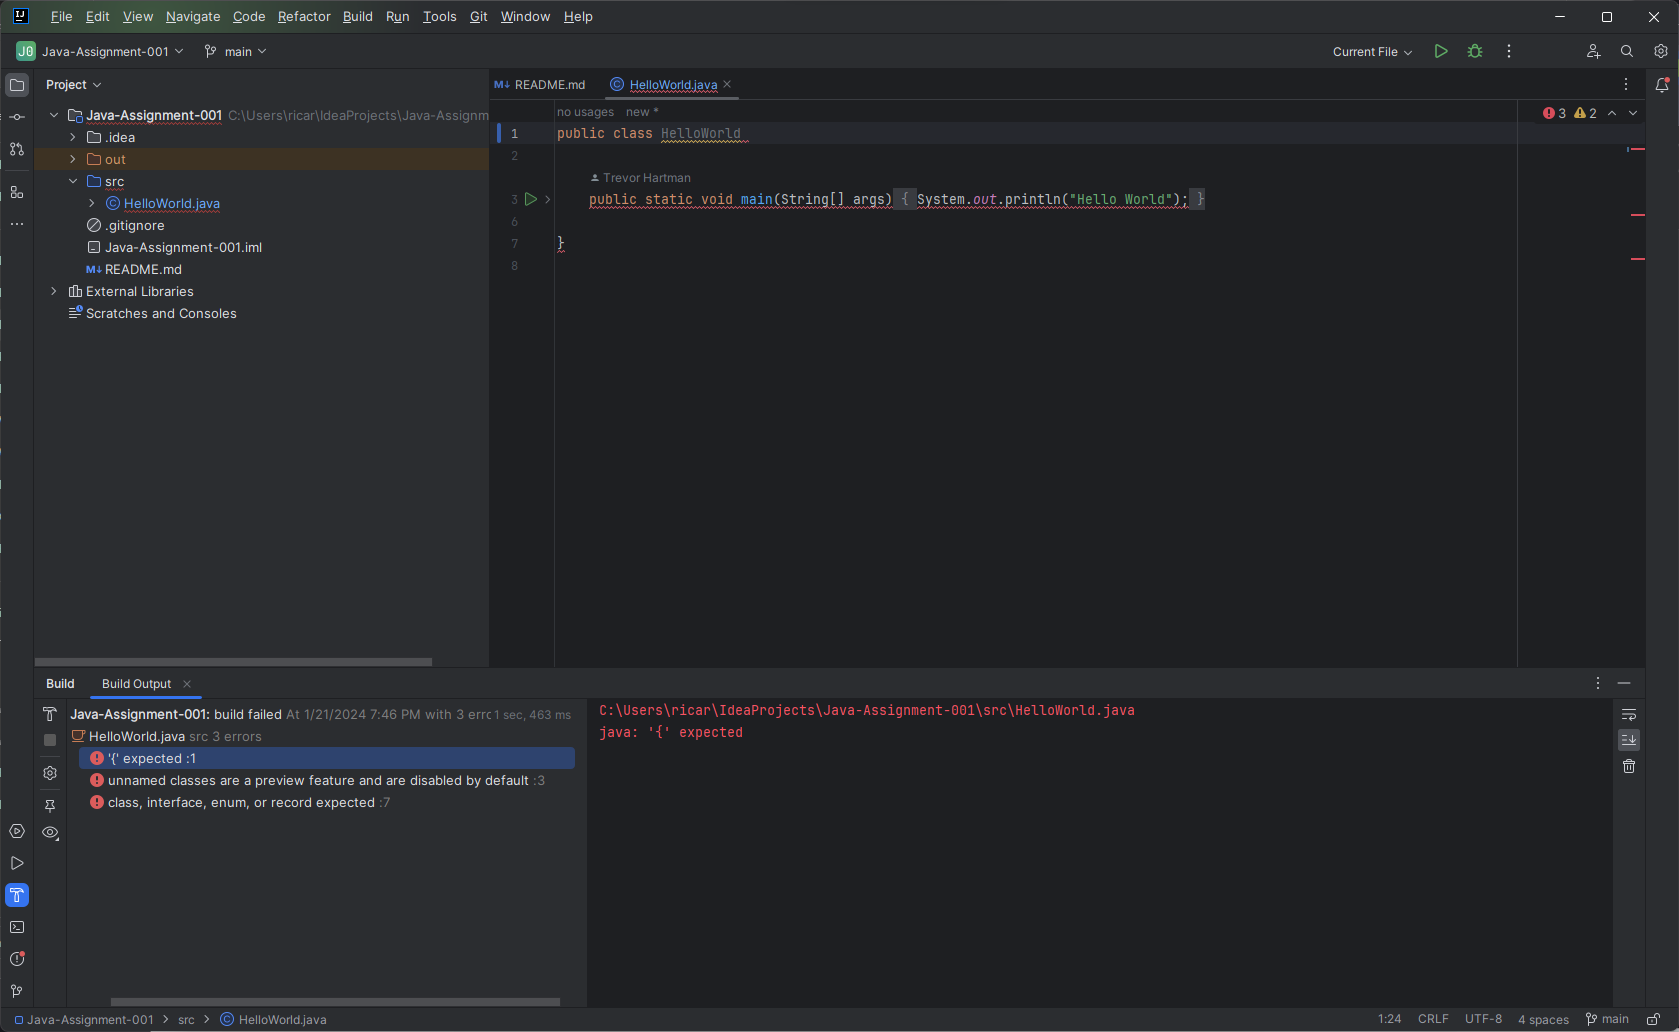 File Edit View Navigate Code Refactor Build Run Tools Git Window Help
J0 Java-Assignment-001 main Current File
Project
README.md HelloWorld.java
Java-Assignment-001 C:\Users\ricar\IdeaProjects\Java-Assignm
.idea
out
src
HelloWorld.java
.gitignore
Java-Assignment-001.iml
README.md
External Libraries
Scratches and Consoles
no usages new *
3 2
1 public class HelloWorld
2
Trevor Hartman
3 public static void main(String[] args) { System.out.println("Hello World"); }
6
7 }
8
Build Build Output
Java-Assignment-001: build failed At 1/21/2024 7:46 PM with 3 errc 1 sec, 463 ms
HelloWorld.java src 3 errors
'{' expected :1
unnamed classes are a preview feature and are disabled by default :3
class, interface, enum, or record expected :7
C:\Users\ricar\IdeaProjects\Java-Assignment-001\src\HelloWorld.java
java: '{' expected
Java-Assignment-001 > src > HelloWorld.java
1:24 CRLF UTF-8 4 spaces main